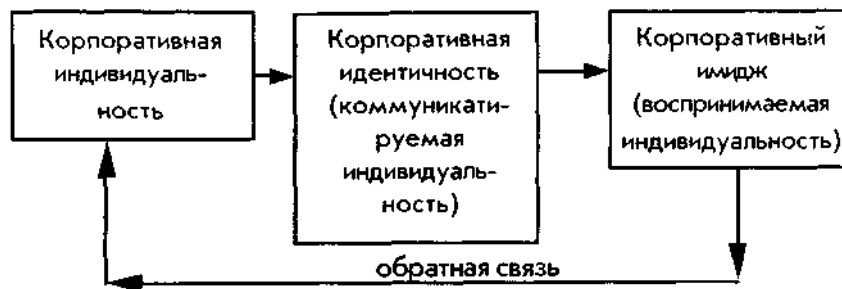 Корпоративная
индивидуаль-
ность
Корпоративная
идентичность
(коммуникати-
руемая
индивидуаль-
ность)
Корпоративный
имидж
(воспринимаемая
индивидуальность)
обратная связь